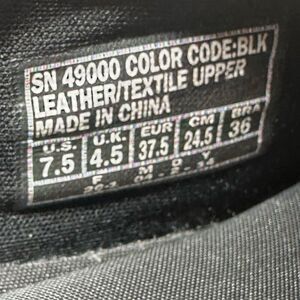 SN 49000 COLOR CODE:BLK
LEATHER/TEXTILE UPPER
MADE IN CHINA
U.S. U.K. EUR CM BRA
7.5 4.5 37.5 24.5 36
M D Y